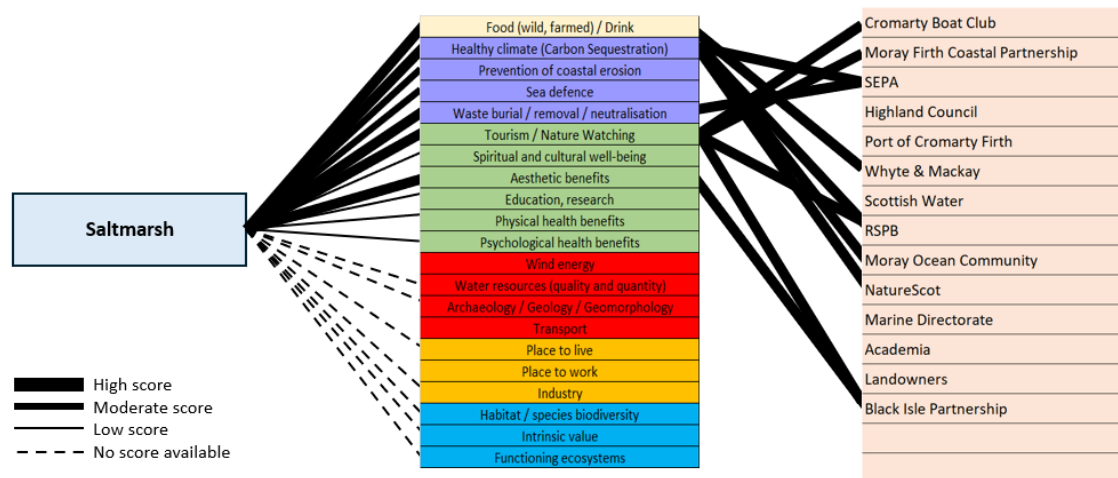 Saltmarsh
High score
Moderate score
Low score
No score available
Food (wild, farmed) / Drink
Healthy climate (Carbon Sequestration)
Prevention of coastal erosion
Sea defence
Waste burial / removal / neutralisation
Tourism / Nature Watching
Spiritual and cultural well-being
Aesthetic benefits
Education, research
Physical health benefits
Psychological health benefits
Wind energy
Water resources (quality and quantity)
Archaeology / Geology / Geomorphology
Transport
Place to live
Place to work
Industry
Habitat / species biodiversity
Intrinsic value
Functioning ecosystems
Cromarty Boat Club
Moray Firth Coastal Partnership
SEPA
Highland Council
Port of Cromarty Firth
Whyte & Mackay
Scottish Water
RSPB
Moray Ocean Community
NatureScot
Marine Directorate
Academia
Landowners
Black Isle Partnership